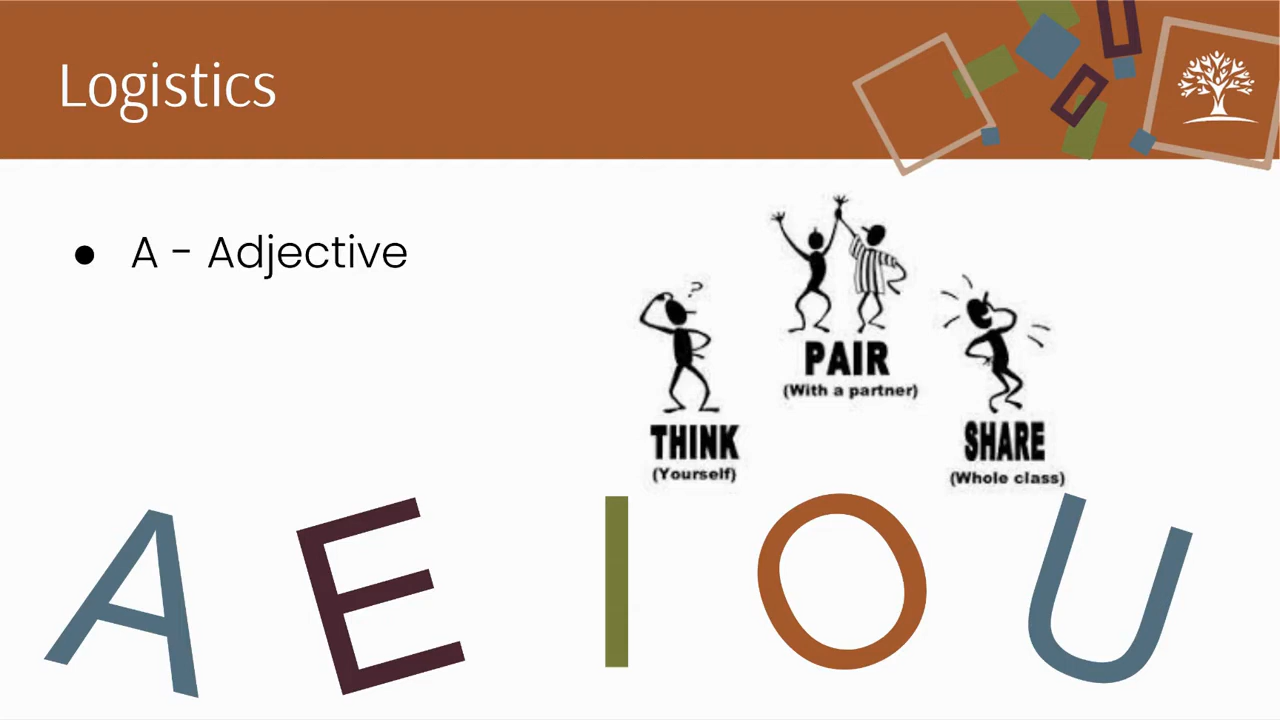 Logistics
● A - Adjective
?
PAIR
(With a partner)
THINK
(Yourself)
SHARE
(Whole class)
A E I O U